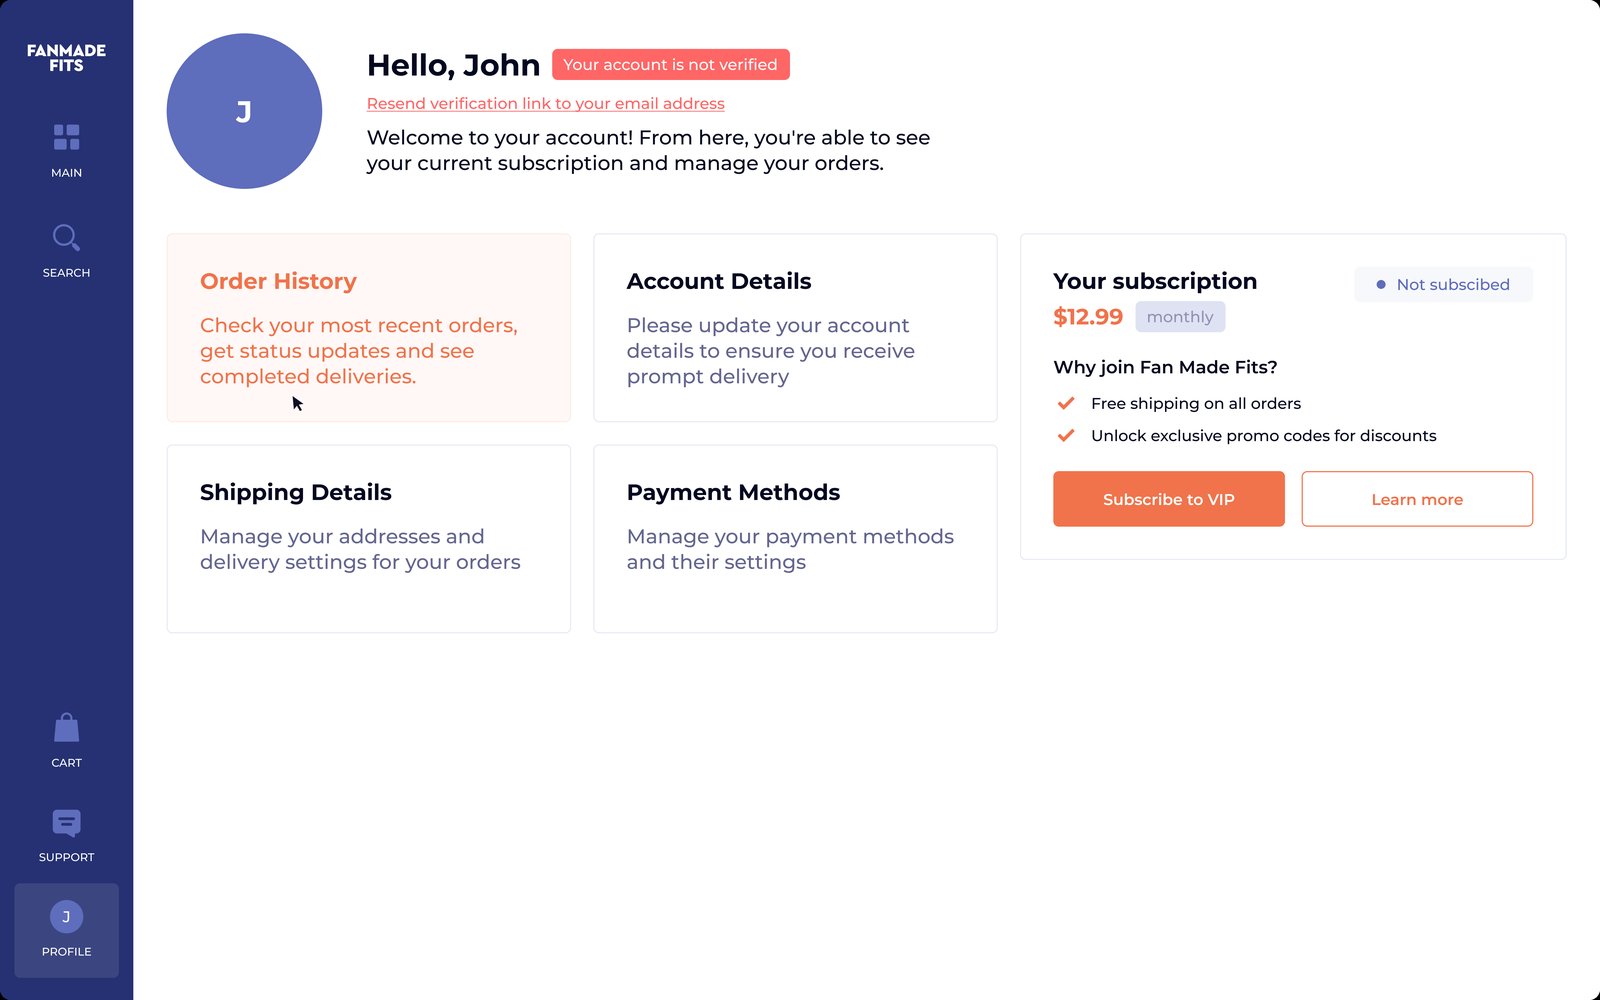 FANMADE
FITS
MAIN
SEARCH
CART
SUPPORT
J
PROFILE
J
Hello, John
Your account is not verified
Resend verification link to your email address
Welcome to your account! From here, you're able to see
your current subscription and manage your orders.
Order History
Check your most recent orders,
get status updates and see
completed deliveries.
Account Details
Please update your account
details to ensure you receive
prompt delivery
Shipping Details
Manage your addresses and
delivery settings for your orders
Payment Methods
Manage your payment methods
and their settings
Your subscription
Not subscibed
$12.99 monthly
Why join Fan Made Fits?
Free shipping on all orders
Unlock exclusive promo codes for discounts
Subscribe to VIP
Learn more